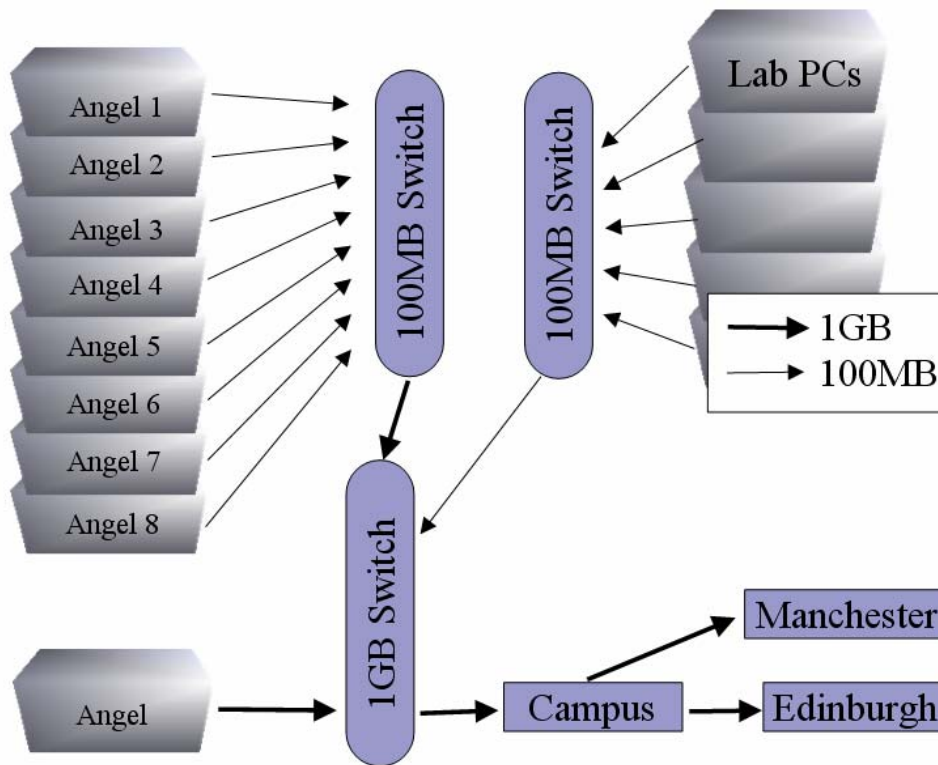 Angel 1
Angel 2
Angel 3
Angel 4
Angel 5
Angel 6
Angel 7
Angel 8
100MB Switch
100MB Switch
Lab PCs
1GB
100MB
1GB Switch
Angel
Campus
Manchester
Edinburgh